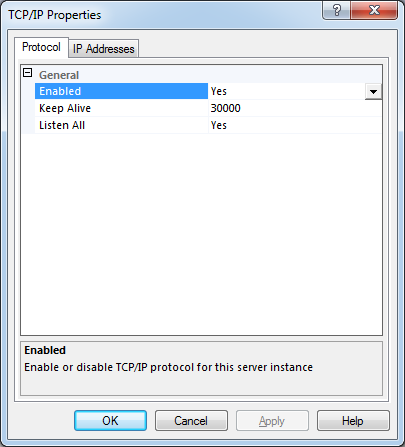 TCP/IP Properties
Protocol IP Addresses
General
Enabled Yes
Keep Alive 30000
Listen All Yes
Enabled
Enable or disable TCP/IP protocol for this server instance
OK Cancel Apply Help